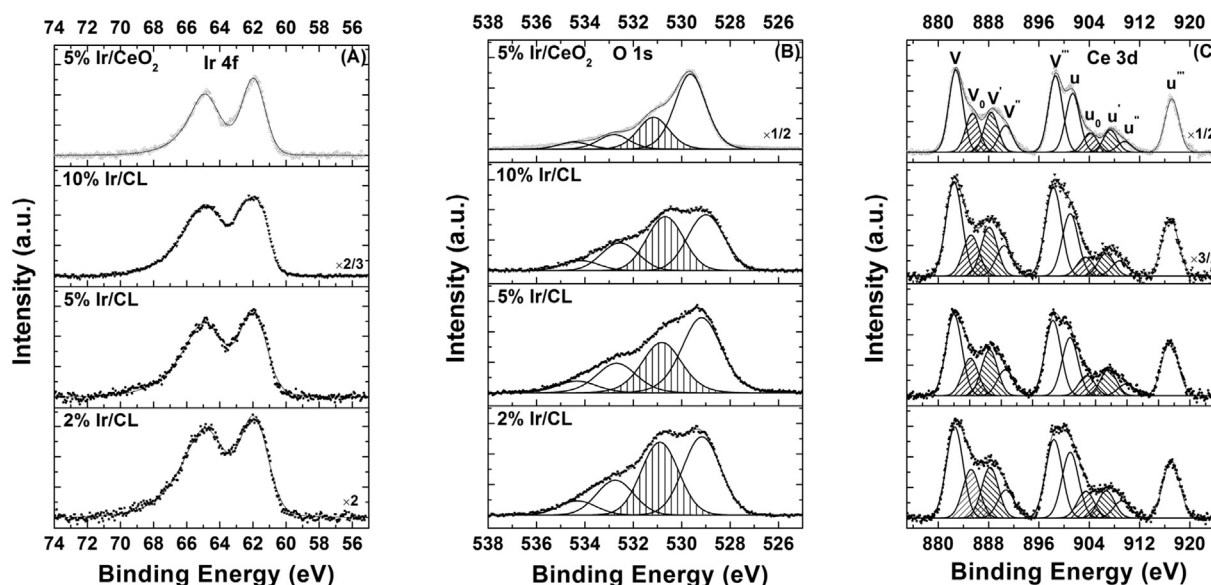 74 72 70 68 66 64 62 60 58 56
5% Ir/CeO₂ Ir 4f (A)
10% Ir/CL
×2/3
5% Ir/CL
2% Ir/CL
×2
74 72 70 68 66 64 62 60 58 56
Binding Energy (eV)
Intensity (a.u.)
538 536 534 532 530 528 526
5% Ir/CeO₂ O 1s (B)
×1/2
10% Ir/CL
5% Ir/CL
2% Ir/CL
538 536 534 532 530 528 526
Binding Energy (eV)
Intensity (a.u.)
880 888 896 904 912 920
V V₀ V' V'' V''' u Ce 3d u₀ u' u'' u''' (C)
×1/2
×3/
880 888 896 904 912 920
Binding Energy (eV)
Intensity (a.u.)